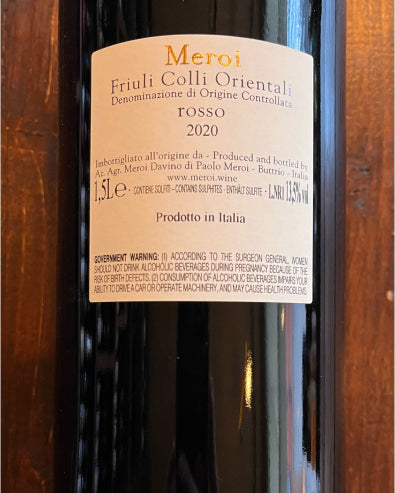 Meroi
Friuli Colli Orientali
Denominazione di Origine Controllata
rosso
2020
Imbottigliato all'origine da - Produced and bottled by
Az. Agr. Meroi Davino di Paolo Meroi - Buttrio - Italia
www.meroi.wine
1,5L e - CONTIENE SOLFITI - CONTAINS SULPHITES - ENTHÄLT SULFITE - L.NR1 13,5% vol
Prodotto in Italia
GOVERNMENT WARNING: (1) ACCORDING TO THE SURGEON GENERAL, WOMEN
SHOULD NOT DRINK ALCOHOLIC BEVERAGES DURING PREGNANCY BECAUSE OF THE
RISK OF BIRTH DEFECTS. (2) CONSUMPTION OF ALCOHOLIC BEVERAGES IMPAIRS YOUR
ABILITY TO DRIVE A CAR OR OPERATE MACHINERY, AND MAY CAUSE HEALTH PROBLEMS